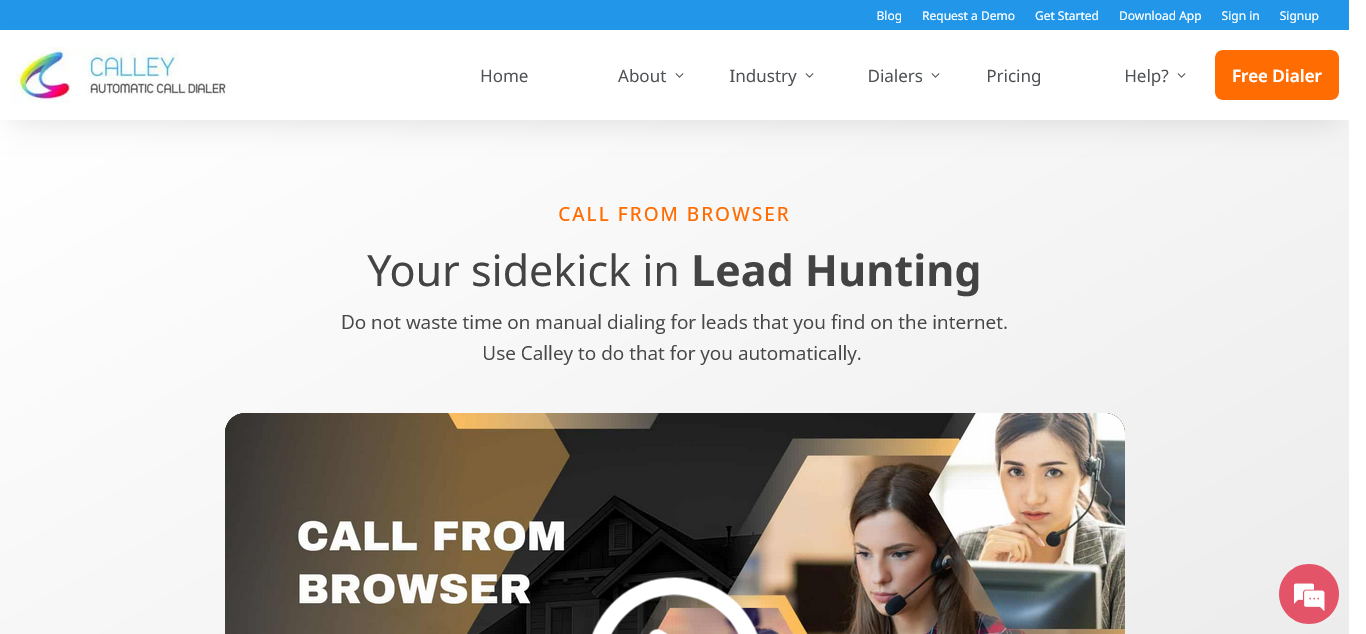 Blog Request a Demo Get Started Download App Sign in Signup
CALLEY
AUTOMATIC CALL DIALER
Home About Industry Dialers Pricing Help? Free Dialer
CALL FROM BROWSER
Your sidekick in Lead Hunting
Do not waste time on manual dialing for leads that you find on the internet.
Use Calley to do that for you automatically.
CALL FROM
BROWSER